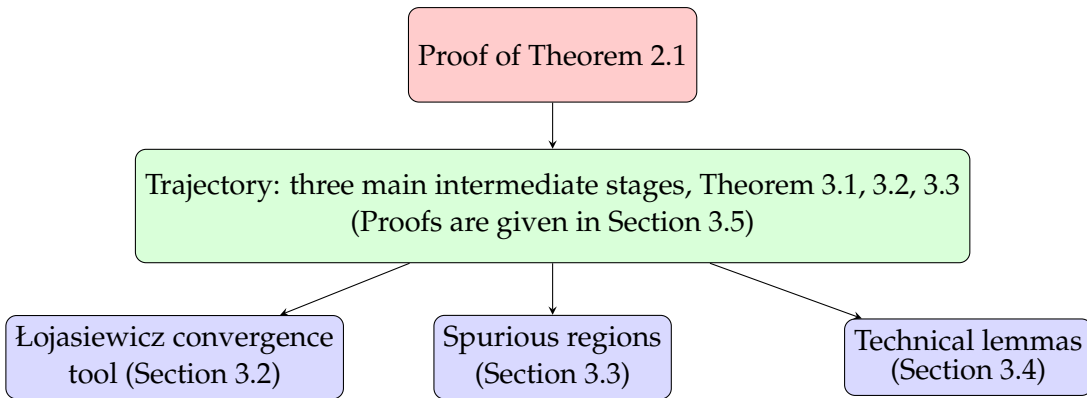 Proof of Theorem 2.1
Trajectory: three main intermediate stages, Theorem 3.1, 3.2, 3.3
(Proofs are given in Section 3.5)
Łojasiewicz convergence
tool (Section 3.2)
Spurious regions
(Section 3.3)
Technical lemmas
(Section 3.4)